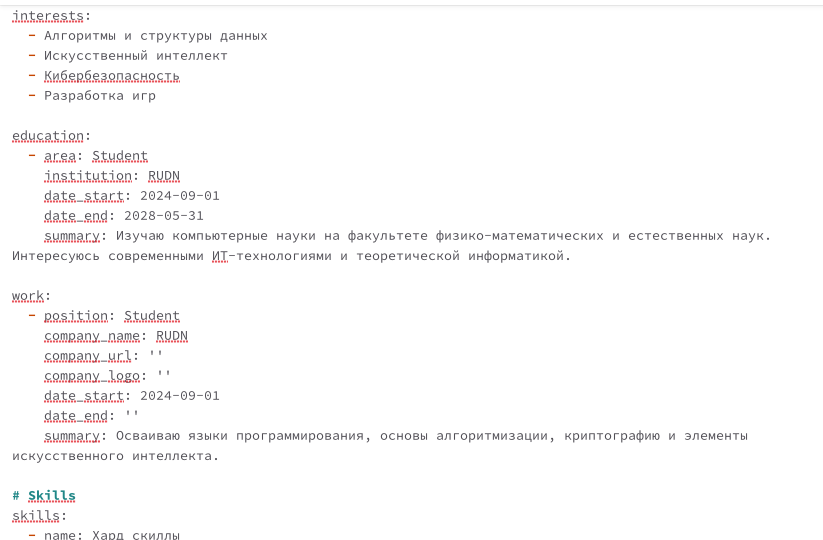 interests:
- Алгоритмы и структуры данных
- Искусственный интеллект
- Кибербезопасность
- Разработка игр
education:
- area: Student
institution: RUDN
date_start: 2024-09-01
date_end: 2028-05-31
summary: Изучаю компьютерные науки на факультете физико-математических и естественных наук.
Интересуюсь современными ИТ-технологиями и теоретической информатикой.
work:
- position: Student
company_name: RUDN
company_url: ''
company_logo: ''
date_start: 2024-09-01
date_end: ''
summary: Осваиваю языки программирования, основы алгоритмизации, криптографию и элементы
искусственного интеллекта.
# Skills
skills:
- name: Хард скиллы